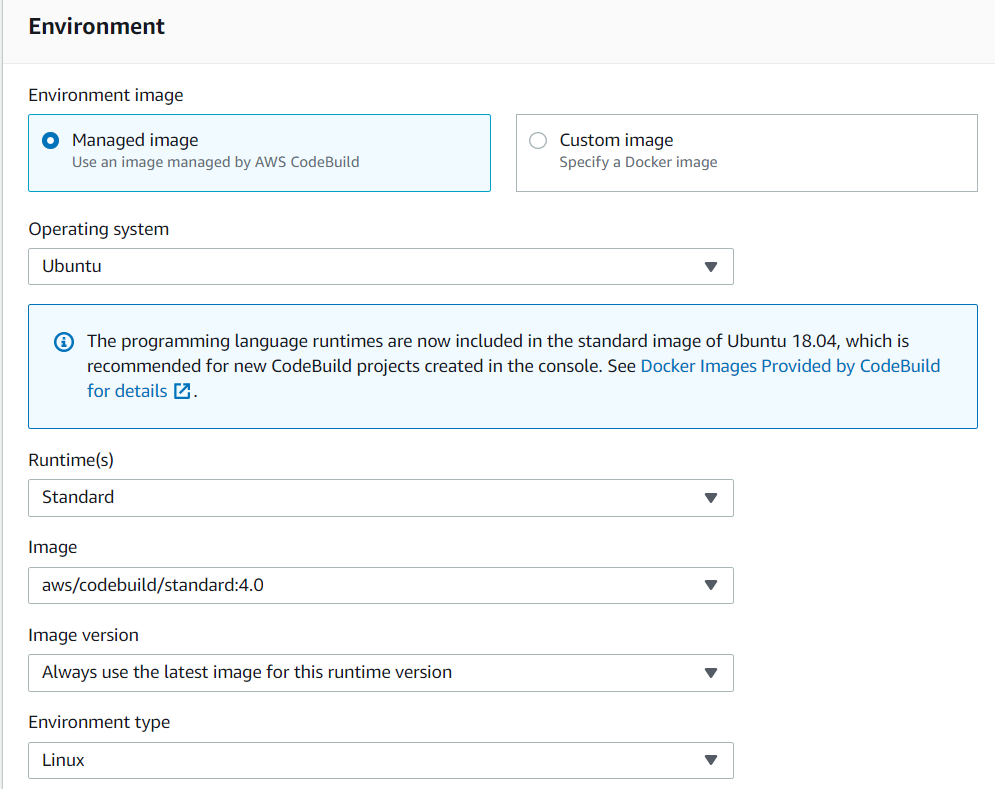 Environment
Environment image
Managed image
Use an image managed by AWS CodeBuild
Custom image
Specify a Docker image
Operating system
Ubuntu
The programming language runtimes are now included in the standard image of Ubuntu 18.04, which is
recommended for new CodeBuild projects created in the console. See Docker Images Provided by CodeBuild
for details .
Runtime(s)
Standard
Image
aws/codebuild/standard:4.0
Image version
Always use the latest image for this runtime version
Environment type
Linux